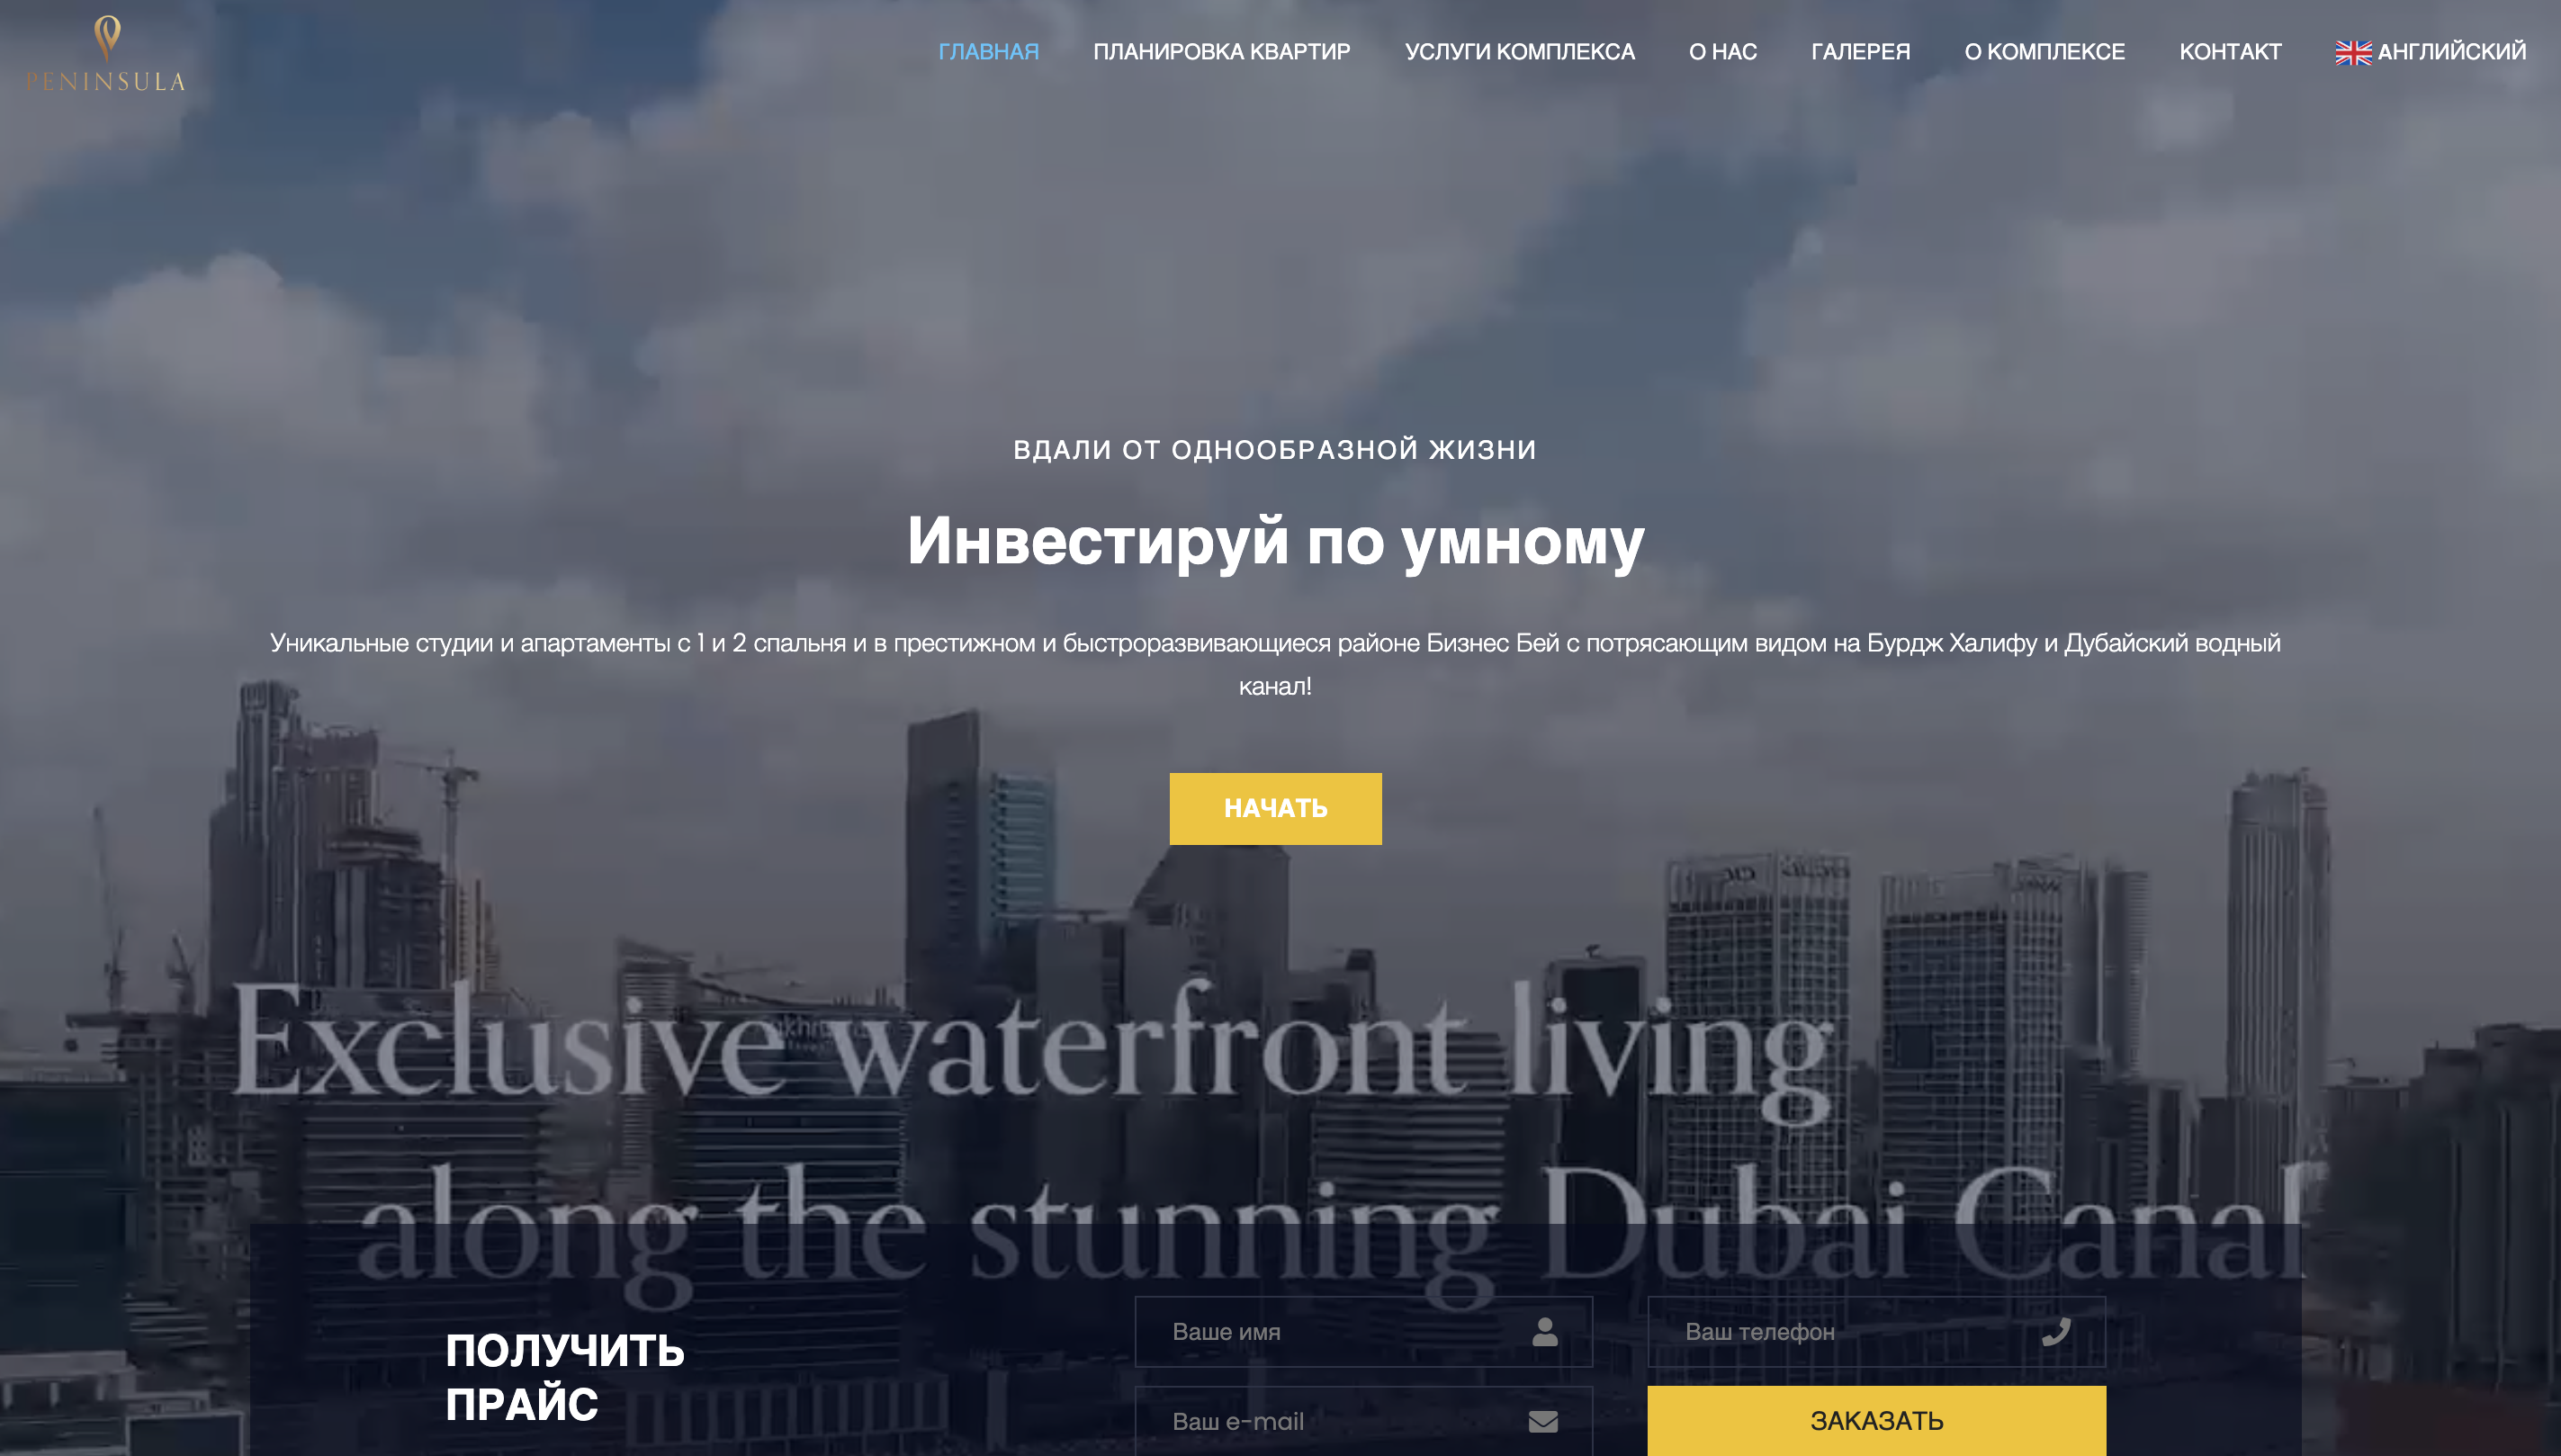 PENINSULA
ГЛАВНАЯ ПЛАНИРОВКА КВАРТИР УСЛУГИ КОМПЛЕКСА О НАС ГАЛЕРЕЯ О КОМПЛЕКСЕ КОНТАКТ АНГЛИЙСКИЙ
ВДАЛИ ОТ ОДНООБРАЗНОЙ ЖИЗНИ
Инвестируй по умному
Уникальные студии и апартаменты с 1 и 2 спальня и в престижном и быстроразвивающиеся районе Бизнес Бей с потрясающим видом на Бурдж Халифу и Дубайский водный
канал!
НАЧАТЬ
Exclusive waterfront living
along the stunning Dubai Canal
ПОЛУЧИТЬ
ПРАЙС
Ваше имя
Ваш телефон
Ваш e-mail
ЗАКАЗАТЬ